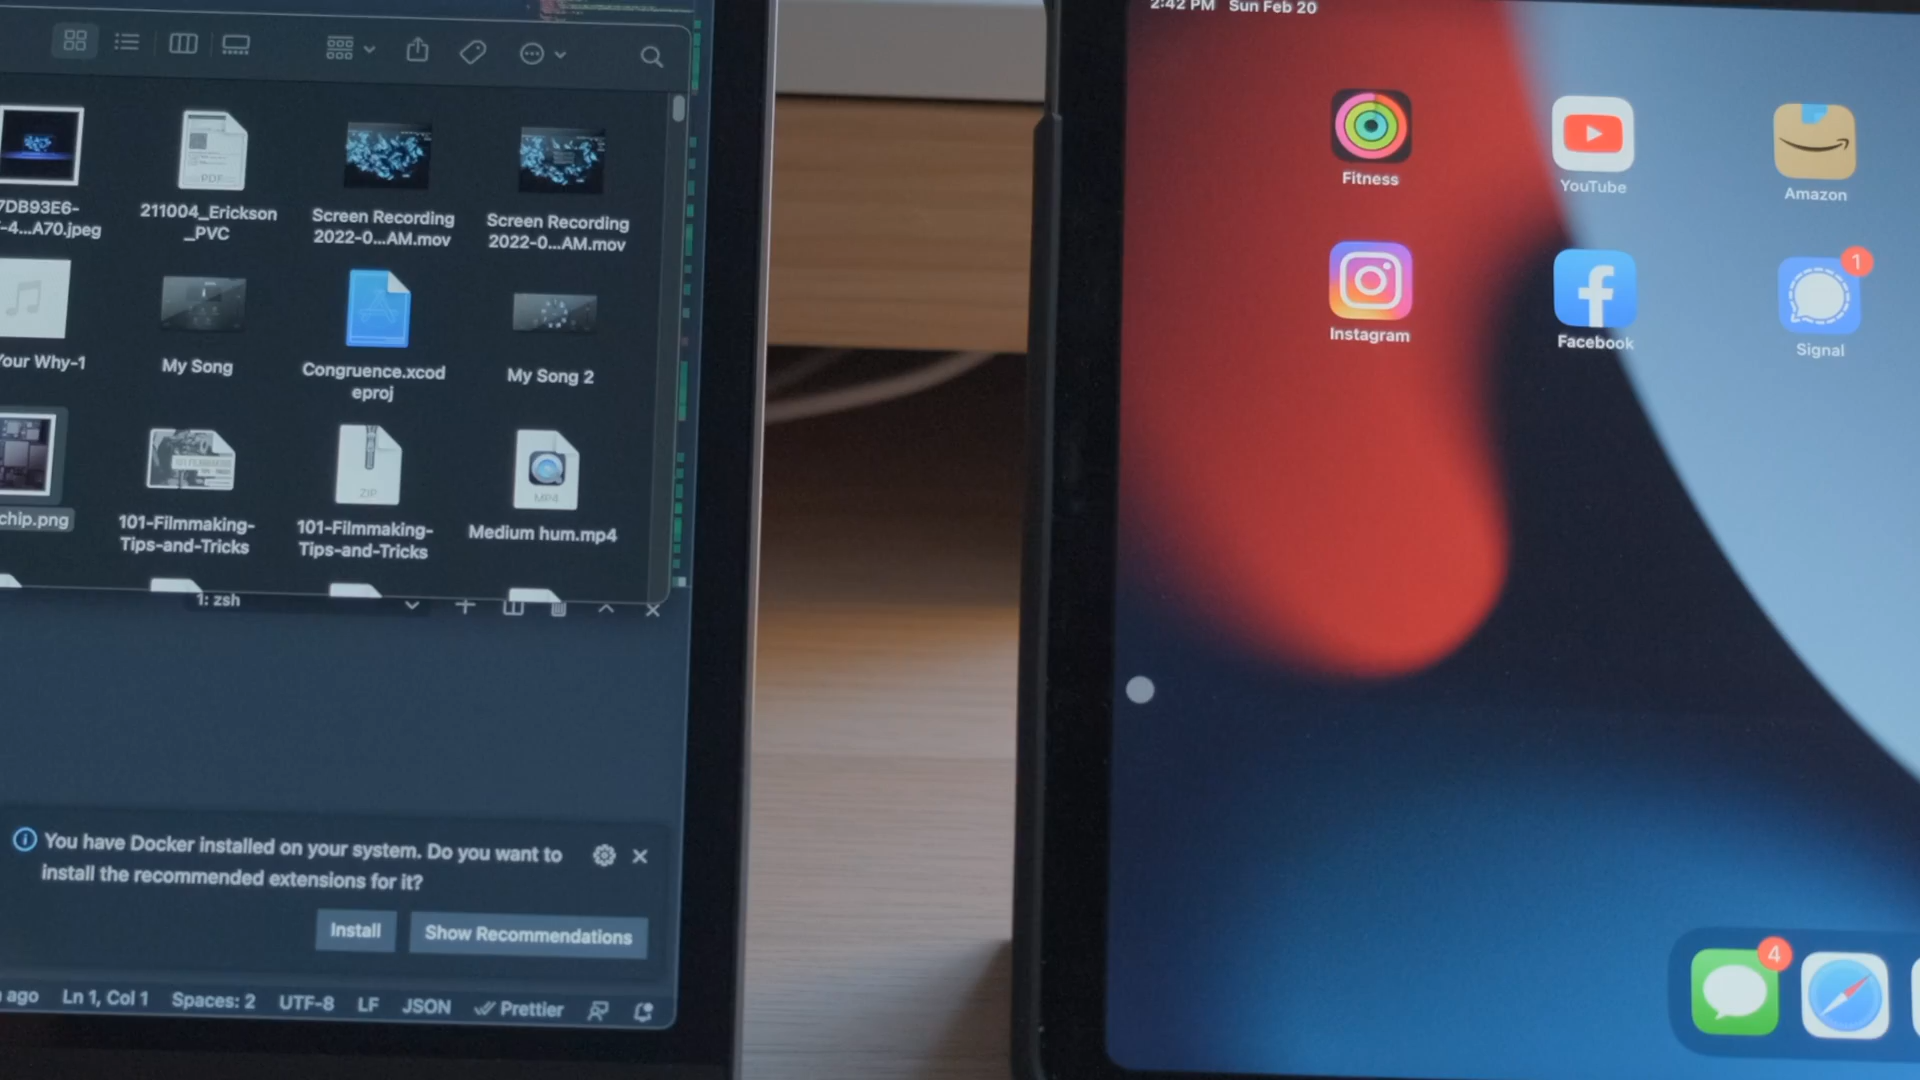 7DB93E6-
-4...A70.jpeg
PDF
211004_Erickson
_PVC
Screen Recording
2022-0...AM.mov
Screen Recording
2022-0...AM.mov
Your Why-1
My Song
Congruence.xcod
eproj
My Song 2
chip.png
101-Filmmaking-
Tips-and-Tricks
ZIP
101-Filmmaking-
Tips-and-Tricks
MP4
Medium hum.mp4
1: zsh
You have Docker installed on your system. Do you want to
install the recommended extensions for it?
Install
Show Recommendations
ago
Ln 1, Col 1
Spaces: 2
UTF-8
LF
JSON
Prettier
2:42 PM Sun Feb 20
Fitness
YouTube
Amazon
Instagram
Facebook
1
Signal
4